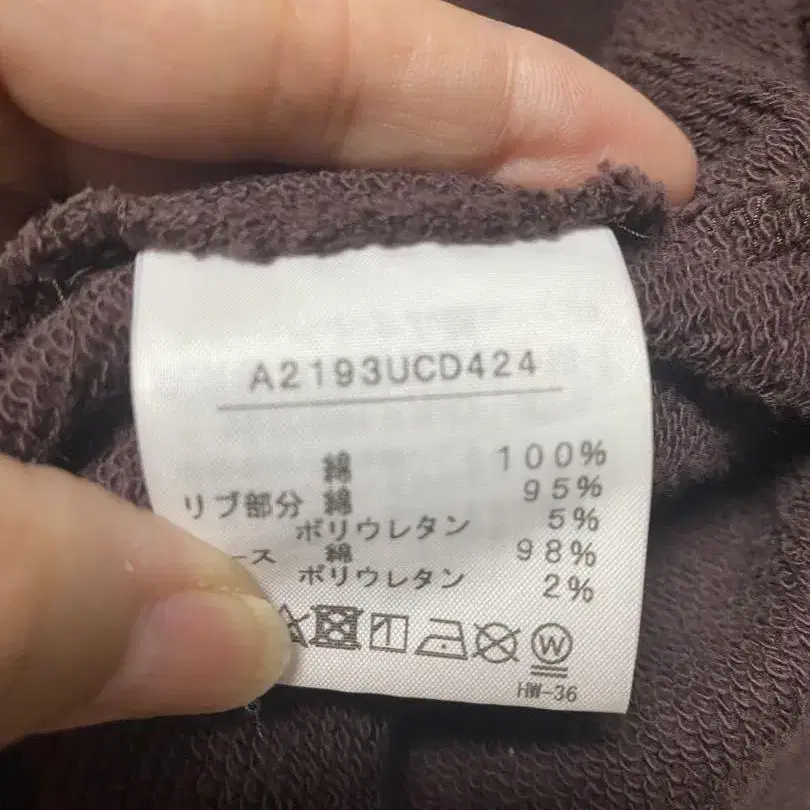 A2193UCD424
綿 100%
リブ部分 綿 95%
ポリウレタン 5%
ース 綿 98%
ポリウレタン 2%
W
HW-36